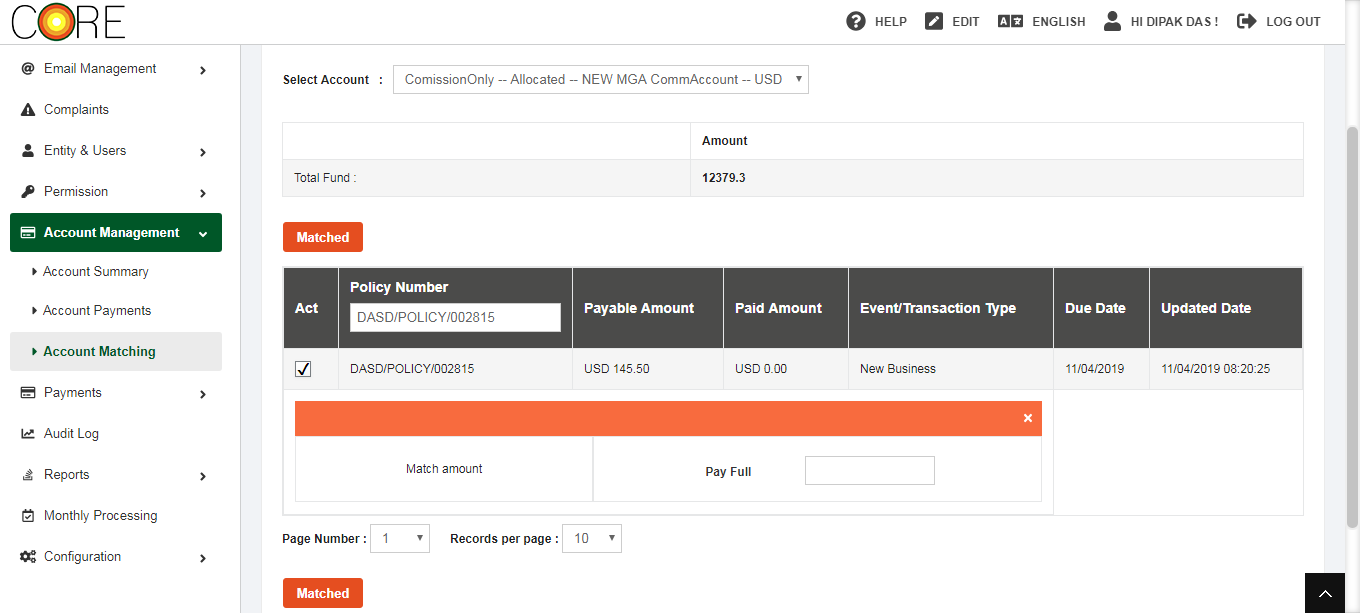 CORE
HELP
EDIT
ENGLISH
HI DIPAK DAS !
LOG OUT
Email Management
Complaints
Entity & Users
Permission
Account Management
Account Summary
Account Payments
Account Matching
Payments
Audit Log
Reports
Monthly Processing
Configuration
Select Account :
ComissionOnly -- Allocated -- NEW MGA CommAccount -- USD
Amount
Total Fund : 12379.3
Matched
Act
Policy Number
DASD/POLICY/002815
Payable Amount
Paid Amount
Event/Transaction Type
Due Date
Updated Date
DASD/POLICY/002815 USD 145.50 USD 0.00 New Business 11/04/2019 11/04/2019 08:20:25
Match amount Pay Full
Page Number : 1 Records per page : 10
Matched